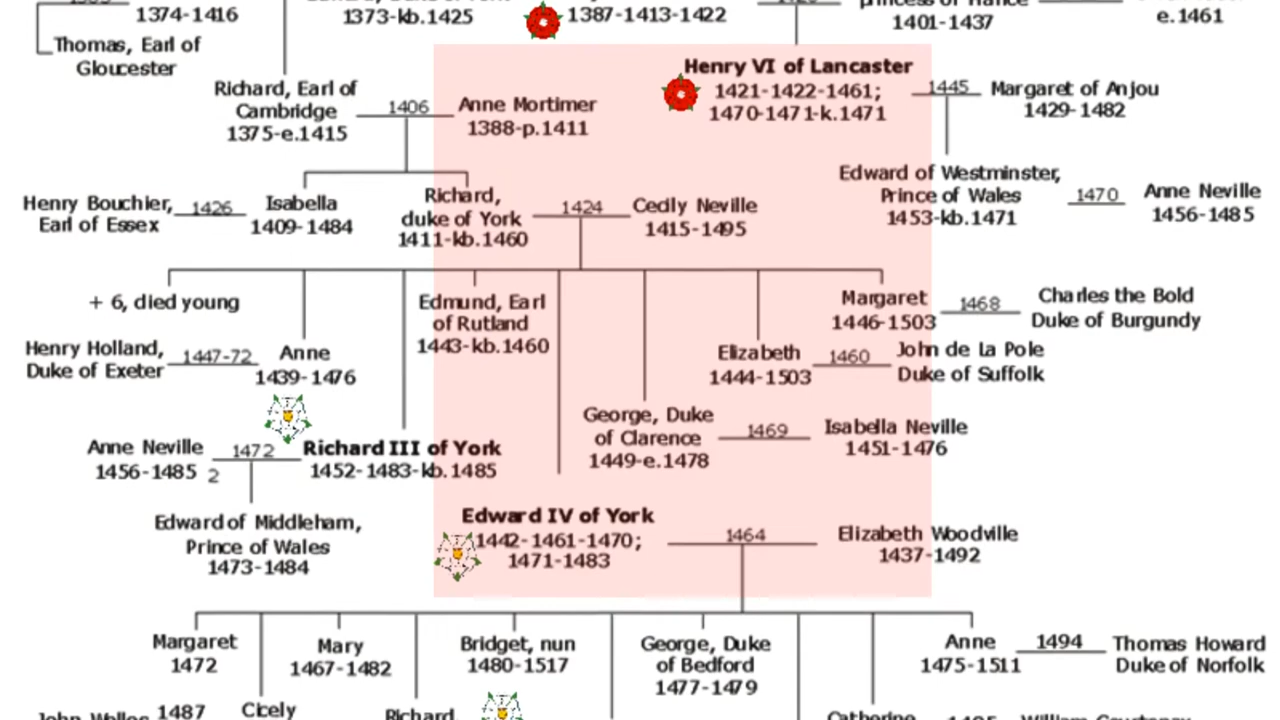 1374-1416
1373-kb.1425
1387-1413-1422
1401-1437
e.1461
Thomas, Earl of
Gloucester
Henry VI of Lancaster
1421-1422-1461;
1470-1471-k.1471
1445
Margaret of Anjou
1429-1482
Richard, Earl of
Cambridge
1375-e.1415
1406
Anne Mortimer
1388-p.1411
Edward of Westminster,
Prince of Wales
1453-kb.1471
1470
Anne Neville
1456-1485
Henry Bouchier,
Earl of Essex
1426
Isabella
1409-1484
Richard,
duke of York
1411-kb.1460
1424
Cecily Neville
1415-1495
+ 6, died young
Edmund, Earl
of Rutland
1443-kb.1460
Margaret
1446-1503
1468
Charles the Bold
Duke of Burgundy
Henry Holland,
Duke of Exeter
1447-72
Anne
1439-1476
Elizabeth
1444-1503
1460
John de La Pole
Duke of Suffolk
George, Duke
of Clarence
1449-e.1478
1469
Isabella Neville
1451-1476
Anne Neville
1456-1485
1472
2
Richard III of York
1452-1483-kb.1485
Edward of Middleham,
Prince of Wales
1473-1484
Edward IV of York
1442-1461-1470;
1471-1483
1464
Elizabeth Woodville
1437-1492
Margaret
1472
Mary
1467-1482
Bridget, nun
1480-1517
George, Duke
of Bedford
1477-1479
Anne
1475-1511
1494
Thomas Howard
Duke of Norfolk
1487
Cicely
Richard,
Catherine